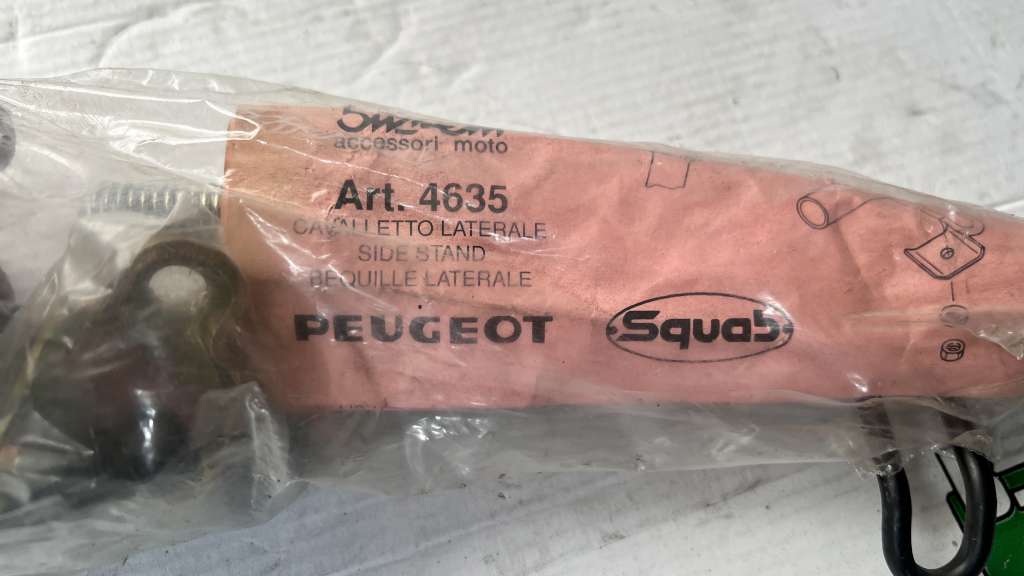 accessori moto
Art. 4635
CAVALLETTO LATERALE
SIDE STAND
BEQUILLE LATERALE
PEUGEOT
Squab